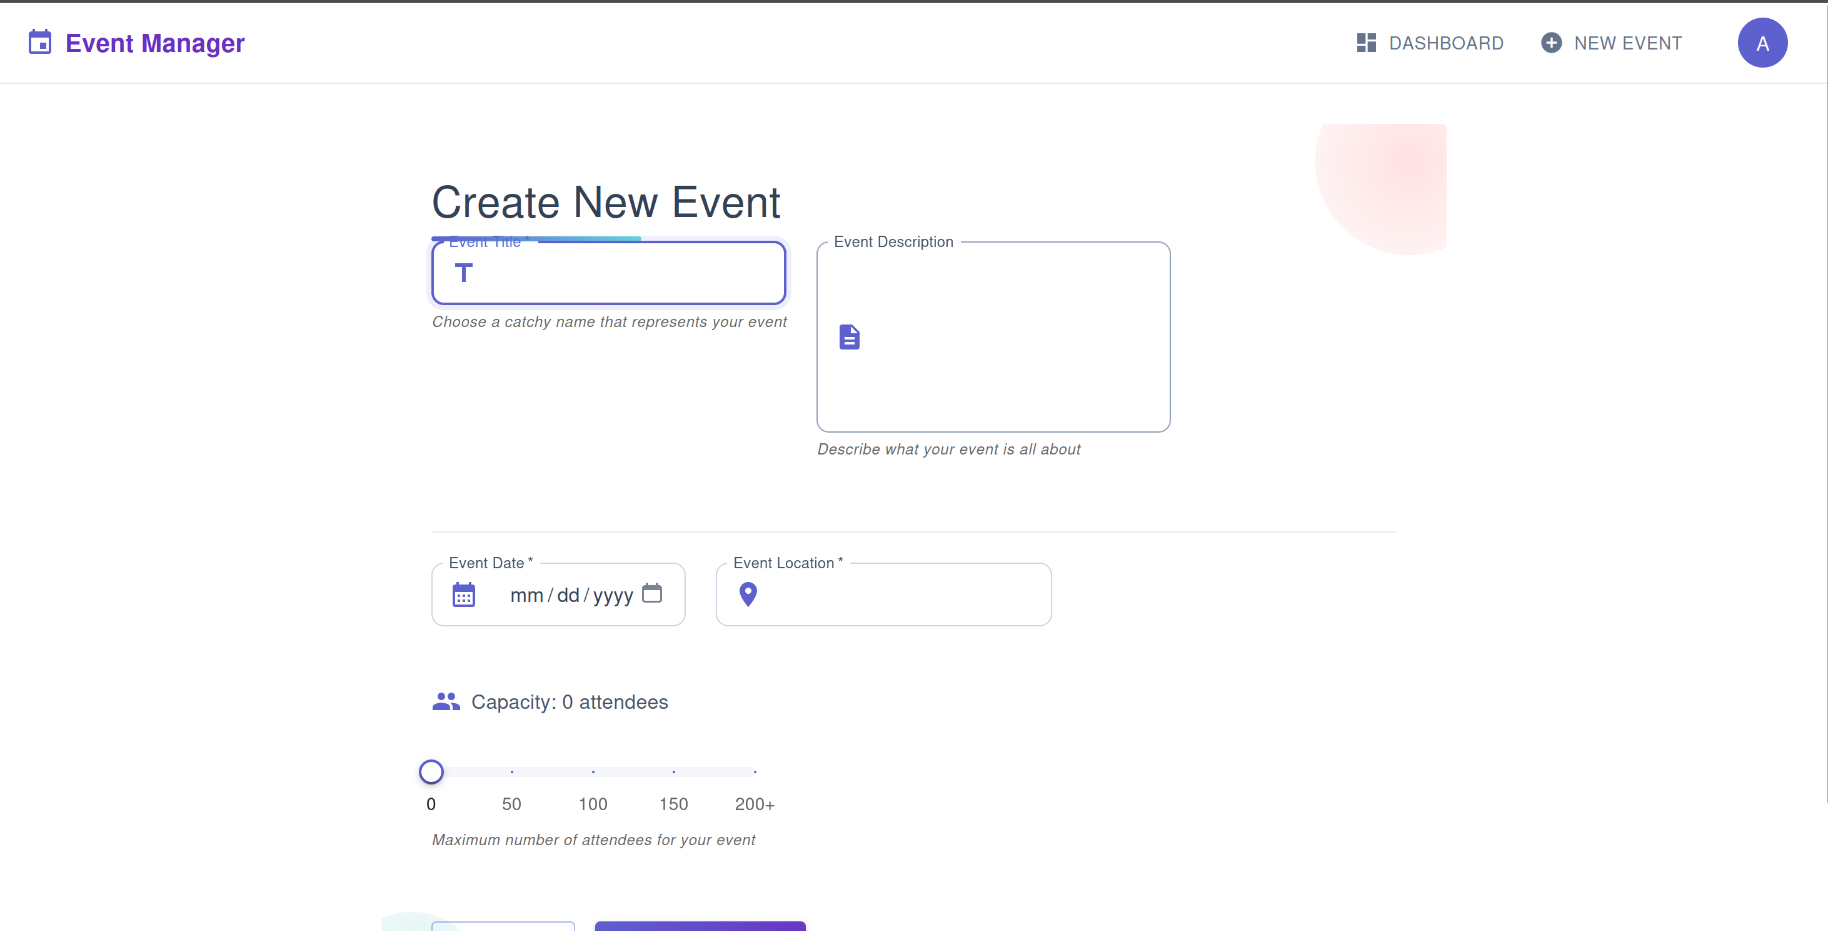 Event Manager
DASHBOARD
NEW EVENT
A
Create New Event
Event Title *
Event Description
Choose a catchy name that represents your event
Describe what your event is all about
Event Date *
Event Location *
mm/dd/yyyy
Capacity: 0 attendees
0 50 100 150 200+
Maximum number of attendees for your event